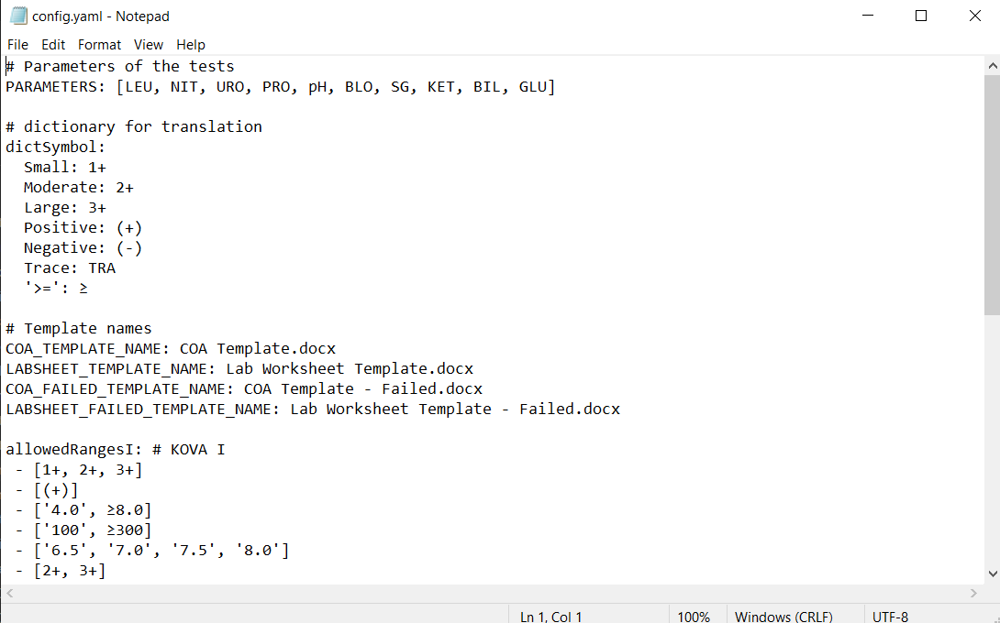 config.yaml - Notepad
File Edit Format View Help
# Parameters of the tests
PARAMETERS: [LEU, NIT, URO, PRO, pH, BLO, SG, KET, BIL, GLU]
# dictionary for translation
dictSymbol:
  Small: 1+
  Moderate: 2+
  Large: 3+
  Positive: (+)
  Negative: (-)
  Trace: TRA
  '>=': ≥
# Template names
COA_TEMPLATE_NAME: COA Template.docx
LABSHEET_TEMPLATE_NAME: Lab Worksheet Template.docx
COA_FAILED_TEMPLATE_NAME: COA Template - Failed.docx
LABSHEET_FAILED_TEMPLATE_NAME: Lab Worksheet Template - Failed.docx
allowedRangesI: # KOVA I
 - [1+, 2+, 3+]
 - [(+)]
 - ['4.0', ≥8.0]
 - ['100', ≥300]
 - ['6.5', '7.0', '7.5', '8.0']
 - [2+, 3+]
Ln 1, Col 1 100% Windows (CRLF) UTF-8